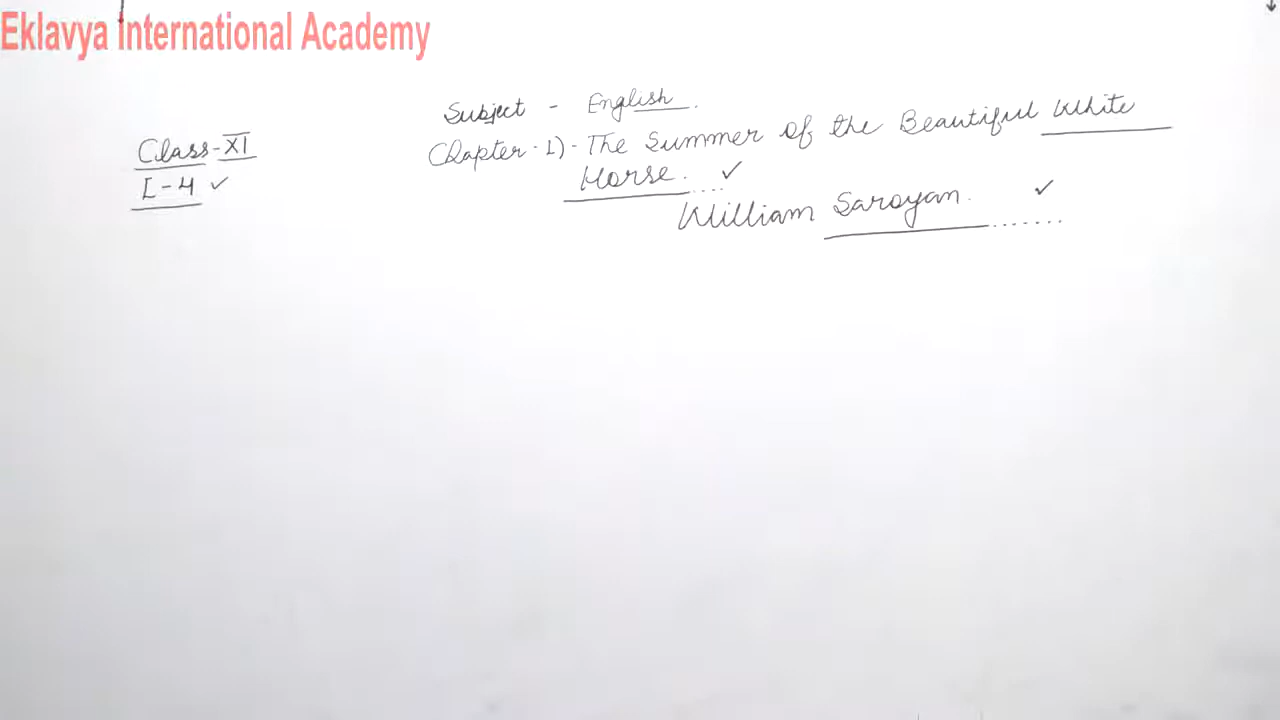 Eklavya International Academy
Subject - English.
Class-XI
Chapter-1)-The Summer of the Beautiful White
L-4 ✓
Horse. .... ✓
William Saroyan. ....... ✓